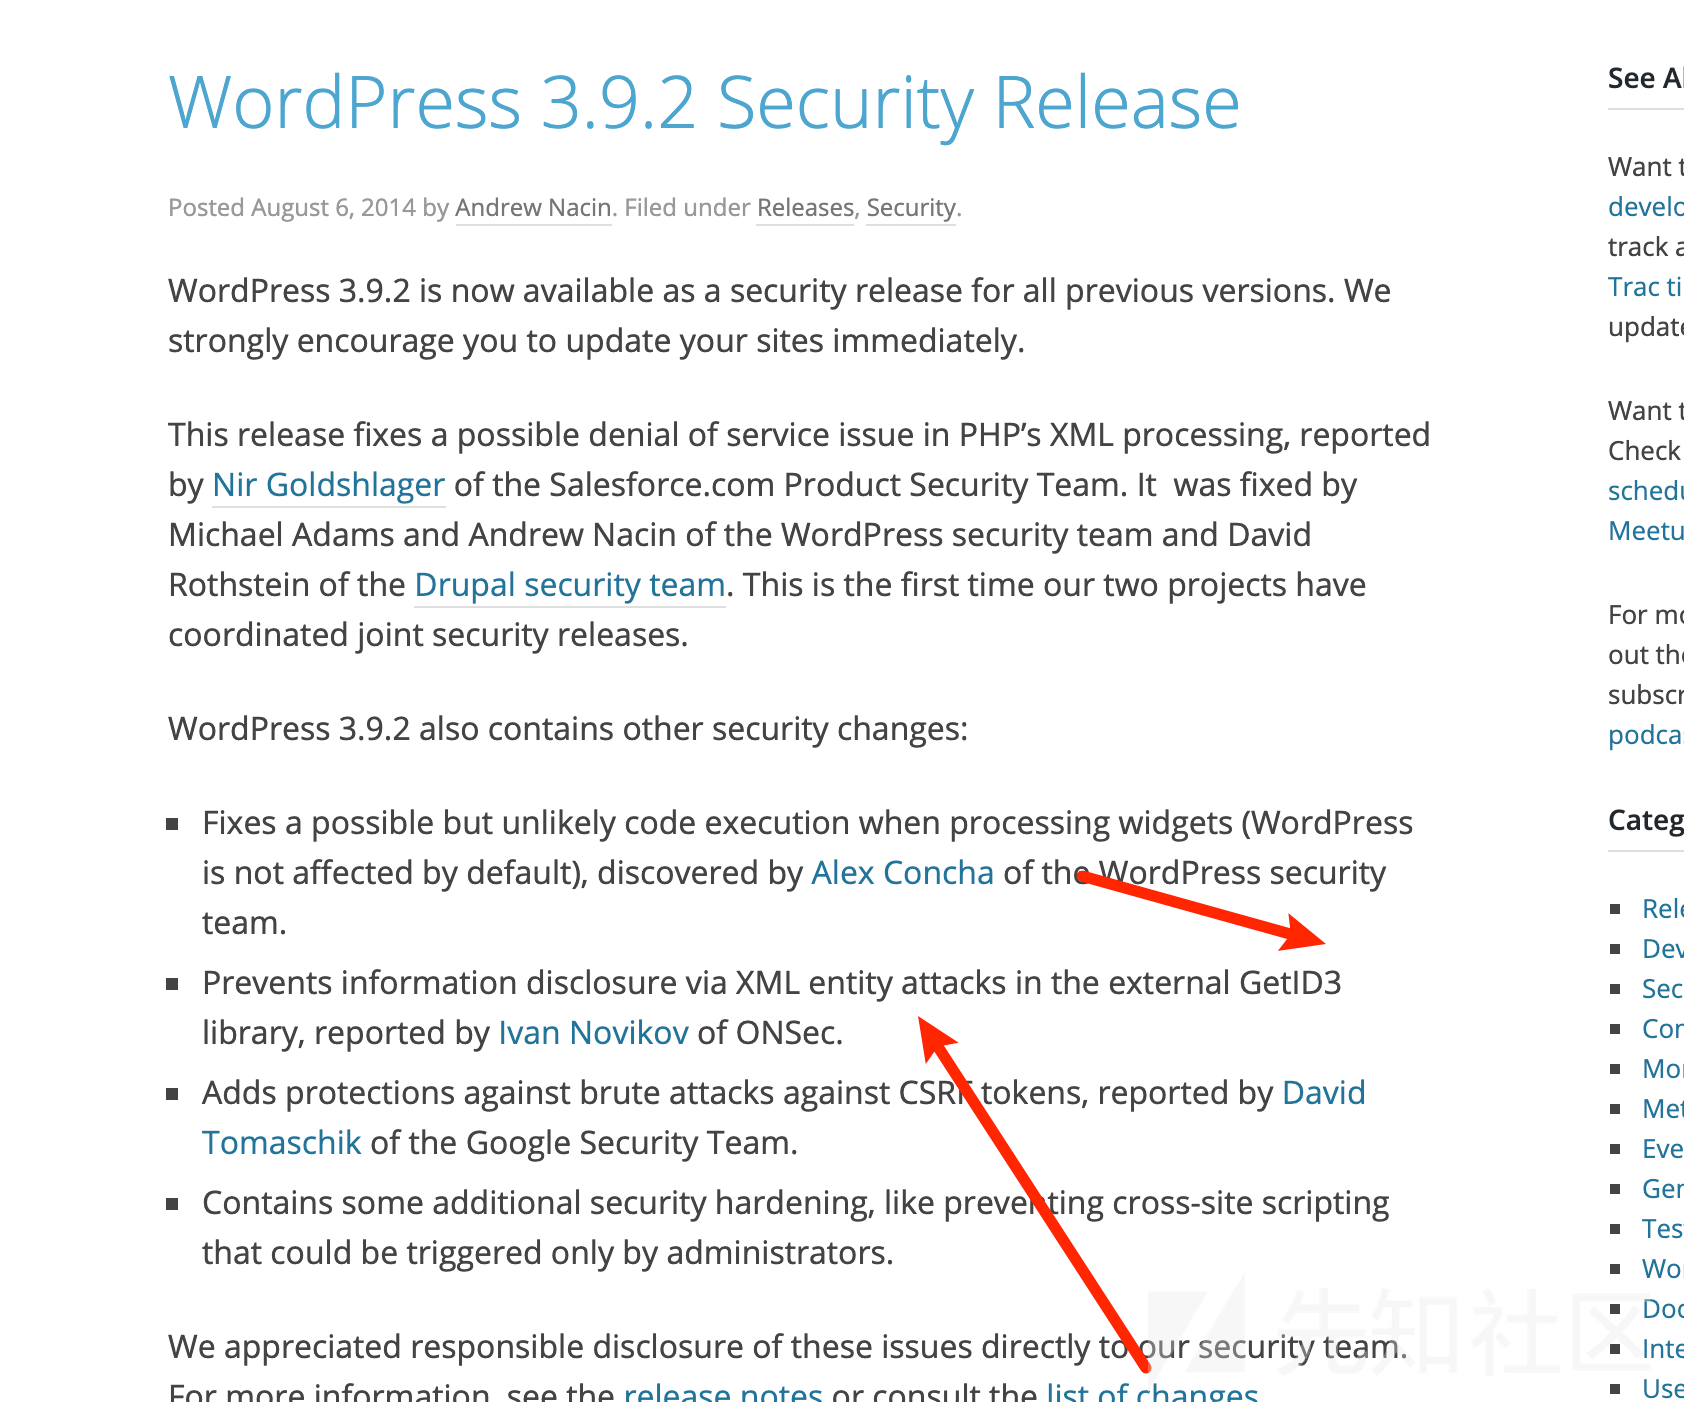 WordPress 3.9.2 Security Release
Posted August 6, 2014 by Andrew Nacin. Filed under Releases, Security.
WordPress 3.9.2 is now available as a security release for all previous versions. We
strongly encourage you to update your sites immediately.
This release fixes a possible denial of service issue in PHP’s XML processing, reported
by Nir Goldshlager of the Salesforce.com Product Security Team. It  was fixed by
Michael Adams and Andrew Nacin of the WordPress security team and David
Rothstein of the Drupal security team. This is the first time our two projects have
coordinated joint security releases.
WordPress 3.9.2 also contains other security changes:
Fixes a possible but unlikely code execution when processing widgets (WordPress
is not affected by default), discovered by Alex Concha of the WordPress security
team.
Prevents information disclosure via XML entity attacks in the external GetID3
library, reported by Ivan Novikov of ONSec.
Adds protections against brute attacks against CSRF tokens, reported by David
Tomaschik of the Google Security Team.
Contains some additional security hardening, like preventing cross-site scripting
that could be triggered only by administrators.
We appreciated responsible disclosure of these issues directly to our security team.
For more information, see the release notes or consult the list of changes
See
Want
develo
track
Trac ti
update
Want
Check
schedu
Meetu
For
out
subscr
podca
Categ
Rel
Dev
Sec
Cor
Mor
Met
Eve
Ger
Tes
Wo
Doc
Inte
Use
先知社区